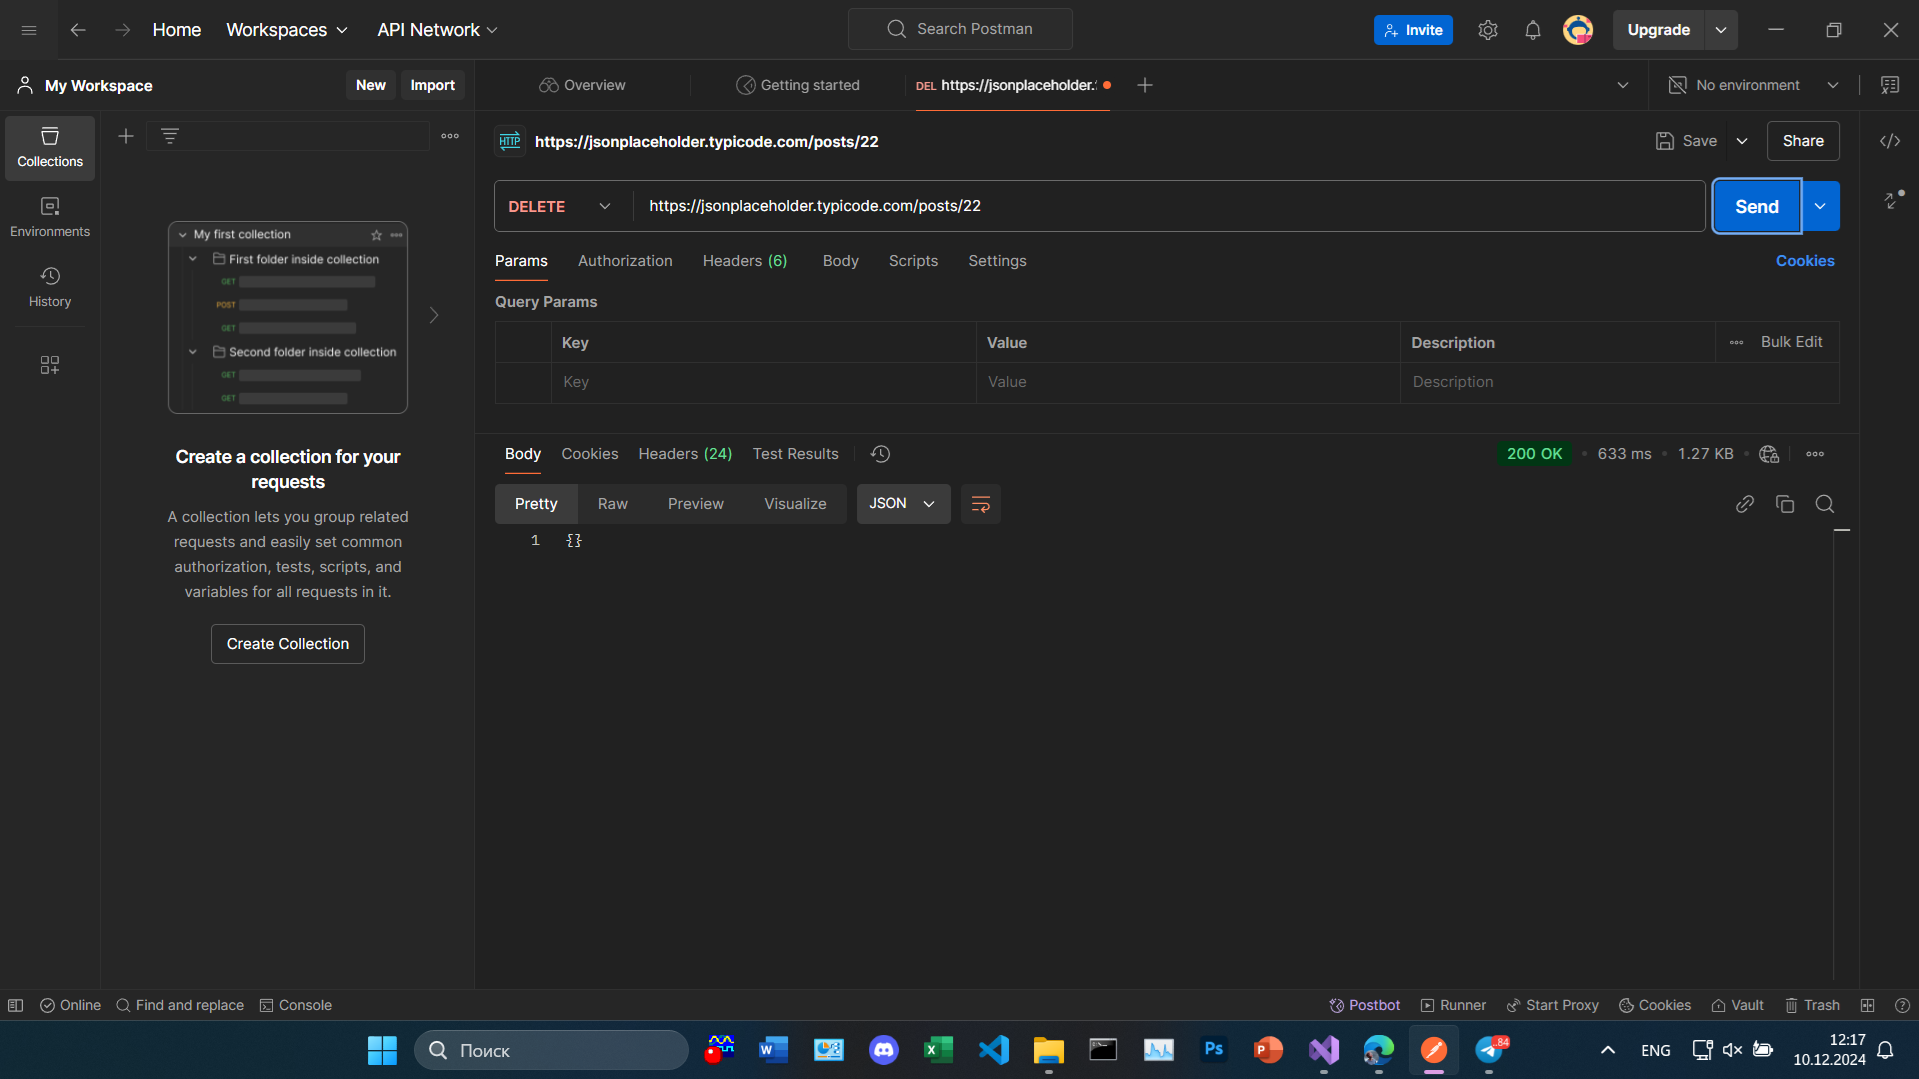 Home Workspaces API Network Search Postman Invite Upgrade
My Workspace New Import Overview Getting started DEL https://jsonplaceholder. No environment
Collections
Environments
History
My first collection
First folder inside collection
GET
POST
GET
Second folder inside collection
GET
GET
Create a collection for your
requests
A collection lets you group related
requests and easily set common
authorization, tests, scripts, and
variables for all requests in it.
Create Collection
HTTP https://jsonplaceholder.typicode.com/posts/22 Save Share
DELETE https://jsonplaceholder.typicode.com/posts/22 Send
Params Authorization Headers (6) Body Scripts Settings Cookies
Query Params
Key Value Description Bulk Edit
Key Value Description
Body Cookies Headers (24) Test Results 200 OK 633 ms 1.27 KB
Pretty Raw Preview Visualize JSON
1 {}
Online Find and replace Console Postbot Runner Start Proxy Cookies Vault Trash
Поиск Ps 84 ENG 12:17
10.12.2024